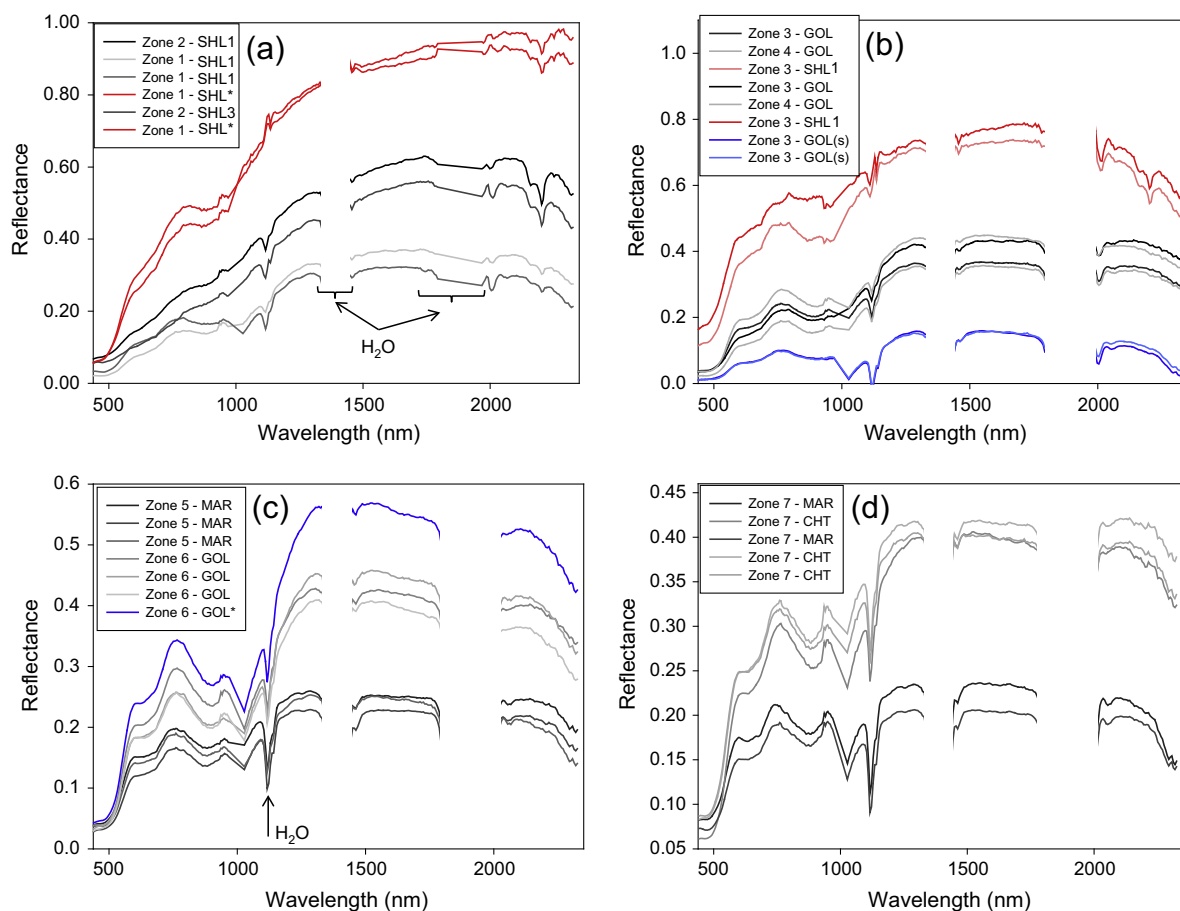 (a)
Zone 2 - SHL1
Zone 1 - SHL1
Zone 1 - SHL1
Zone 1 - SHL*
Zone 2 - SHL3
Zone 1 - SHL*
1.00
0.80
0.60
0.40
0.20
0.00
Reflectance
H2O
500
1000
1500
2000
Wavelength (nm)
(b)
Zone 3 - GOL
Zone 4 - GOL
Zone 3 - SHL1
Zone 3 - GOL
Zone 4 - GOL
Zone 3 - SHL1
Zone 3 - GOL(s)
Zone 3 - GOL(s)
1.0
0.8
0.6
0.4
0.2
0.0
Reflectance
500
1000
1500
2000
Wavelength (nm)
(c)
Zone 5 - MAR
Zone 5 - MAR
Zone 5 - MAR
Zone 6 - GOL
Zone 6 - GOL
Zone 6 - GOL
Zone 6 - GOL*
0.6
0.5
0.4
0.3
0.2
0.1
0.0
Reflectance
H2O
500
1000
1500
2000
Wavelength (nm)
(d)
Zone 7 - MAR
Zone 7 - CHT
Zone 7 - MAR
Zone 7 - CHT
Zone 7 - CHT
0.45
0.40
0.35
0.30
0.25
0.20
0.15
0.10
0.05
Reflectance
500
1000
1500
2000
Wavelength (nm)